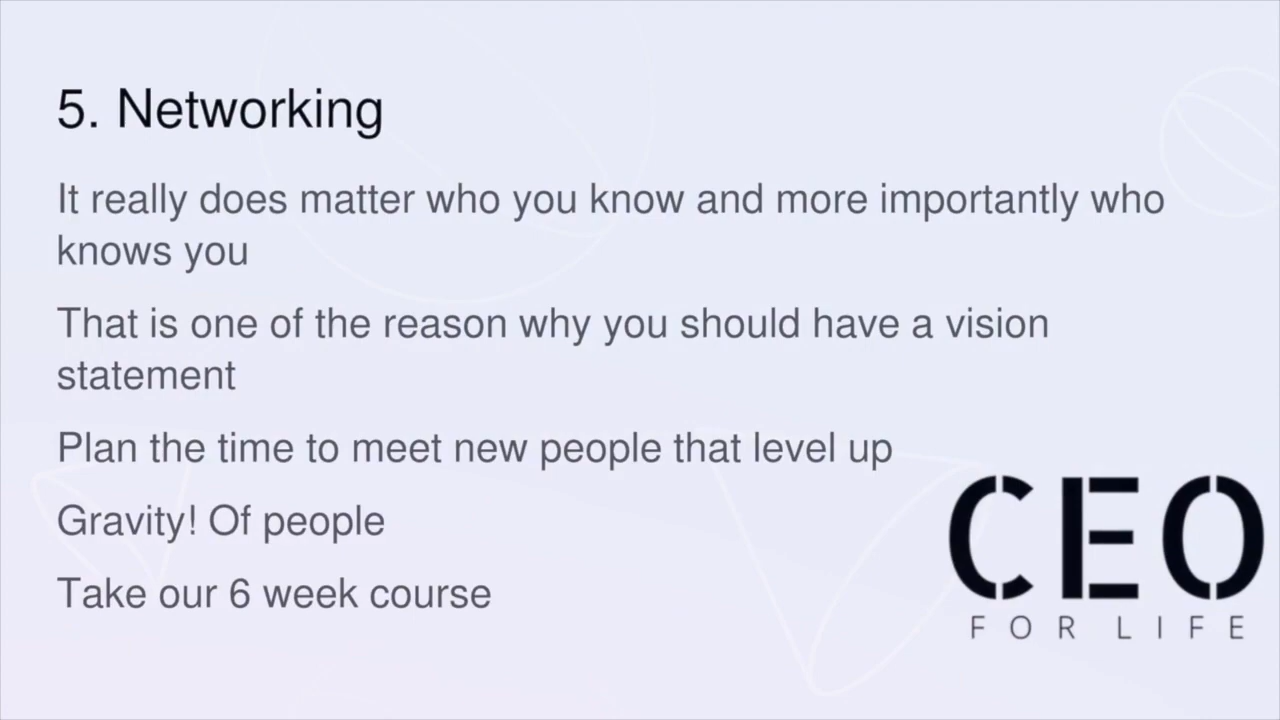 5. Networking
It really does matter who you know and more importantly who
knows you
That is one of the reason why you should have a vision
statement
Plan the time to meet new people that level up
Gravity! Of people
Take our 6 week course
CEO
FOR LIFE